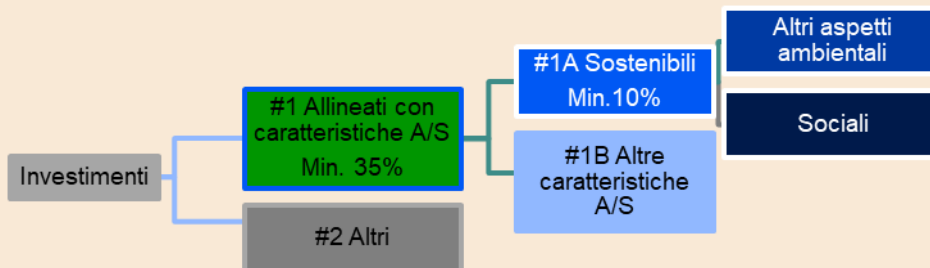 Investimenti
#1 Allineati con
caratteristiche A/S
Min. 35%
#2 Altri
#1A Sostenibili
Min.10%
#1B Altre
caratteristiche
A/S
Altri aspetti
ambientali
Sociali